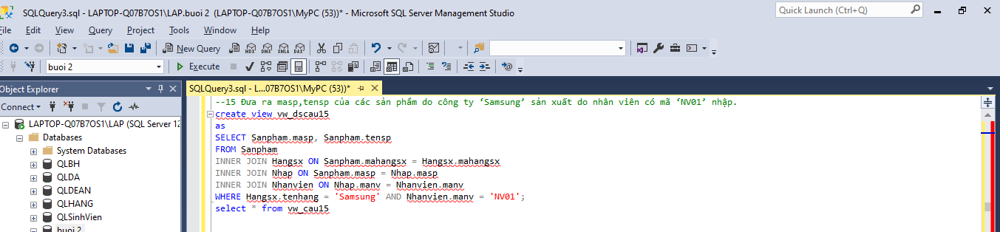 SQLQuery3.sql - LAPTOP-Q07B7OS1\LAP.buoi 2 (LAPTOP-Q07B7OS1\MyPC (53))* - Microsoft SQL Server Management Studio
Quick Launch (Ctrl+Q)
File Edit View Query Project Tools Window Help
New Query MDX DMX XMLA DAX
buoi 2 Execute
Object Explorer
SQLQuery3.sql - L...07B7OS1\MyPC (53))*
Connect
LAPTOP-Q07B7OS1\LAP (SQL Server 12
Databases
System Databases
QLBH
QLDA
QLDEAN
QLHANG
QLSinhVien
buoi 2
--15 Đưa ra masp,tensp của các sản phẩm do công ty ‘Samsung’ sản xuất do nhân viên có mã ‘NV01’ nhập.
create view vw_dscau15
as
SELECT Sanpham.masp, Sanpham.tensp
FROM Sanpham
INNER JOIN Hangsx ON Sanpham.mahangsx = Hangsx.mahangsx
INNER JOIN Nhap ON Sanpham.masp = Nhap.masp
INNER JOIN Nhanvien ON Nhap.manv = Nhanvien.manv
WHERE Hangsx.tenhang = 'Samsung' AND Nhanvien.manv = 'NV01';
select * from vw_cau15